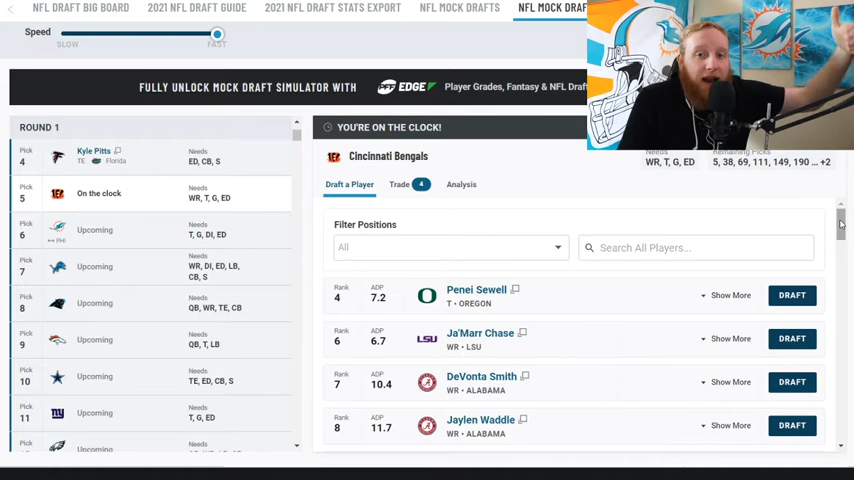 NFL DRAFT BIG BOARD
2021 NFL DRAFT GUIDE
2021 NFL DRAFT STATS EXPORT
NFL MOCK DRAFTS
NFL MOCK DRAF
Speed
SLOW
FAST
FULLY UNLOCK MOCK DRAFT SIMULATOR WITH
PFF EDGE
Player Grades, Fantasy & NFL Draf
ROUND 1
Pick
4
Kyle Pitts
TE Florida
Needs
ED, CB, S
Pick
5
On the clock
Needs
WR, T, G, ED
Pick
6
↔ PHI
Upcoming
Needs
T, G, DI, ED
Pick
7
Upcoming
Needs
WR, DI, ED, LB,
CB, S
Pick
8
Upcoming
Needs
QB, WR, TE, CB
Pick
9
Upcoming
Needs
QB, T, LB
Pick
10
Upcoming
Needs
TE, ED, CB, S
Pick
11
Upcoming
Needs
T, G, ED
Pick
Needs
YOU'RE ON THE CLOCK!
Cincinnati Bengals
Needs
WR, T, G, ED
Remaining Picks
5, 38, 69, 111, 149, 190 ... +2
Draft a Player
Trade 4
Analysis
Filter Positions
All
Search All Players...
Rank
4
ADP
7.2
Penei Sewell
T • OREGON
Show More
DRAFT
Rank
6
ADP
6.7
LSU
Ja'Marr Chase
WR • LSU
Show More
DRAFT
Rank
7
ADP
10.4
DeVonta Smith
WR • ALABAMA
Show More
DRAFT
Rank
8
ADP
11.7
Jaylen Waddle
WR • ALABAMA
Show More
DRAFT